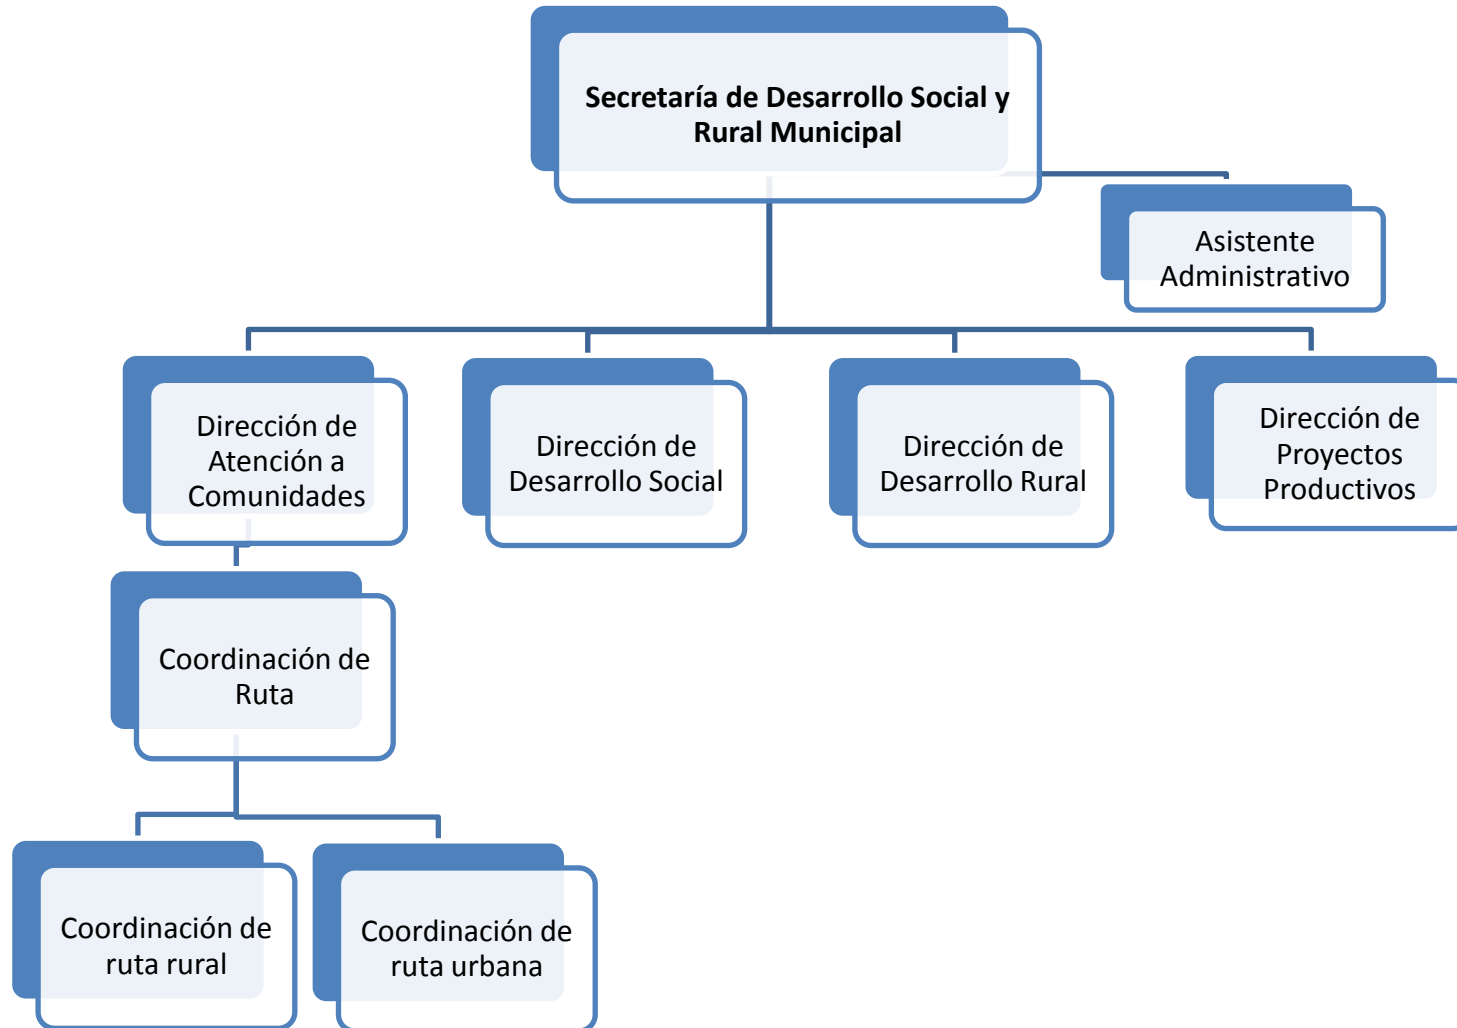 Secretaría de Desarrollo Social y
Rural Municipal
Asistente
Administrativo
Dirección de
Atención a
Comunidades
Dirección de
Desarrollo Social
Dirección de
Desarrollo Rural
Dirección de
Proyectos
Productivos
Coordinación de
Ruta
Coordinación de
ruta rural
Coordinación de
ruta urbana